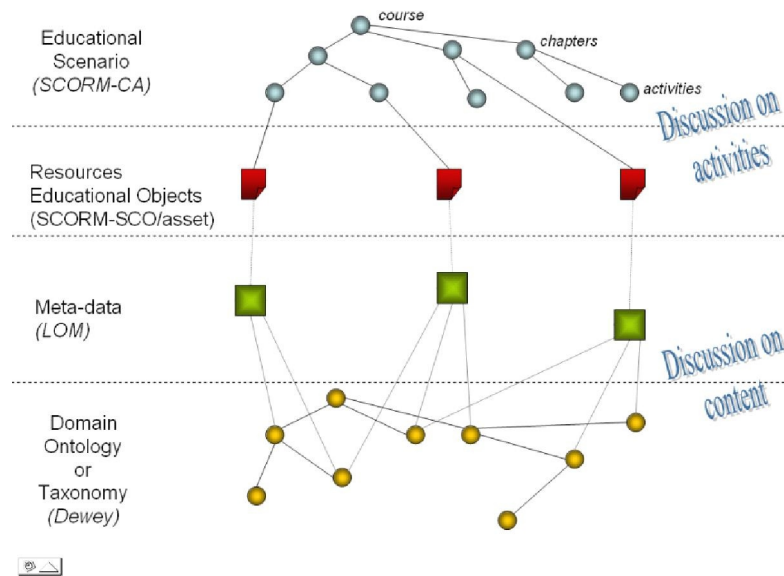 course
Educational
Scenario
(SCORM-CA)
chapters
activities
Discussion on
activities
Resources
Educational Objects
(SCORM-SCO/asset)
Meta-data
(LOM)
Discussion on
content
Domain
Ontology
or
Taxonomy
(Dewey)